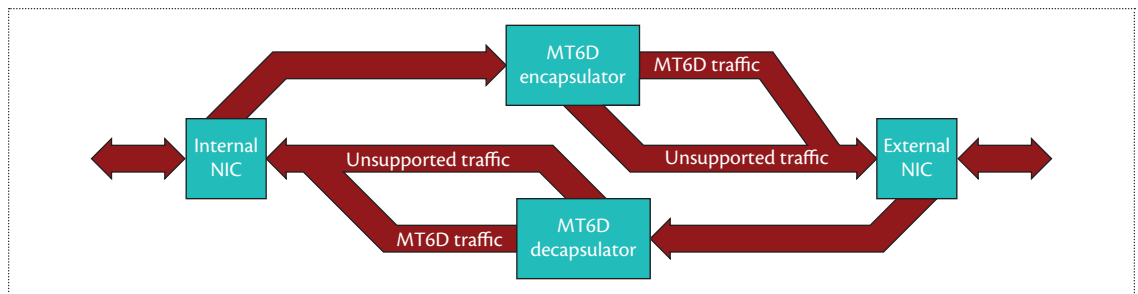 MT6D
encapsulator
MT6D traffic
Internal
NIC
Unsupported traffic
Unsupported traffic
External
NIC
MT6D traffic
MT6D
decapsulator